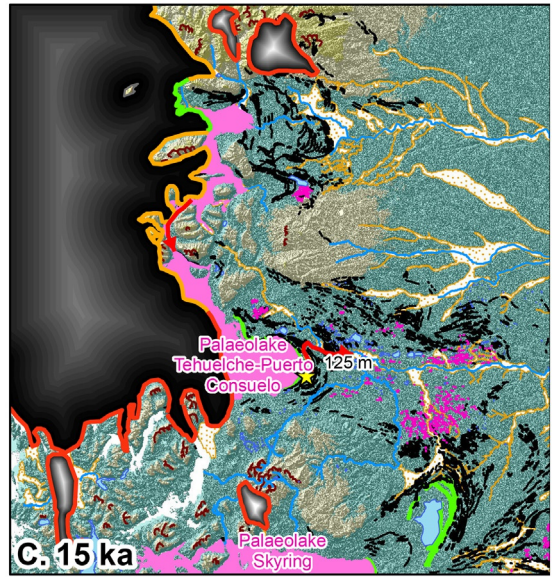 Palaeolake
Tehuelche-Puerto
Consuelo
125 m
Palaeolake
Skyring
C. 15 ka